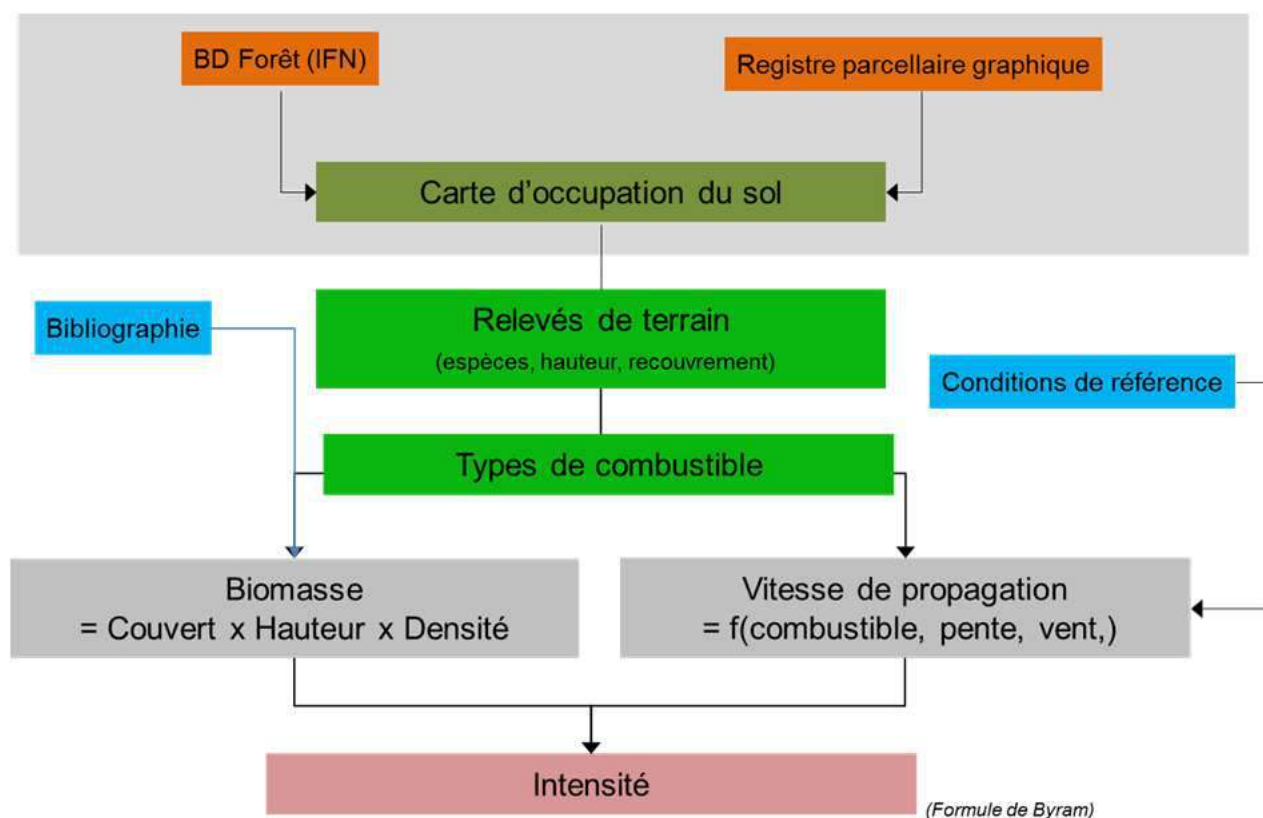 BD Forêt (IFN)
Registre parcellaire graphique
Carte d'occupation du sol
Bibliographie
Relevés de terrain
(espèces, hauteur, recouvrement)
Conditions de référence
Types de combustible
Biomasse
= Couvert x Hauteur x Densité
Vitesse de propagation
= f(combustible, pente, vent,)
Intensité
(Formule de Byram)